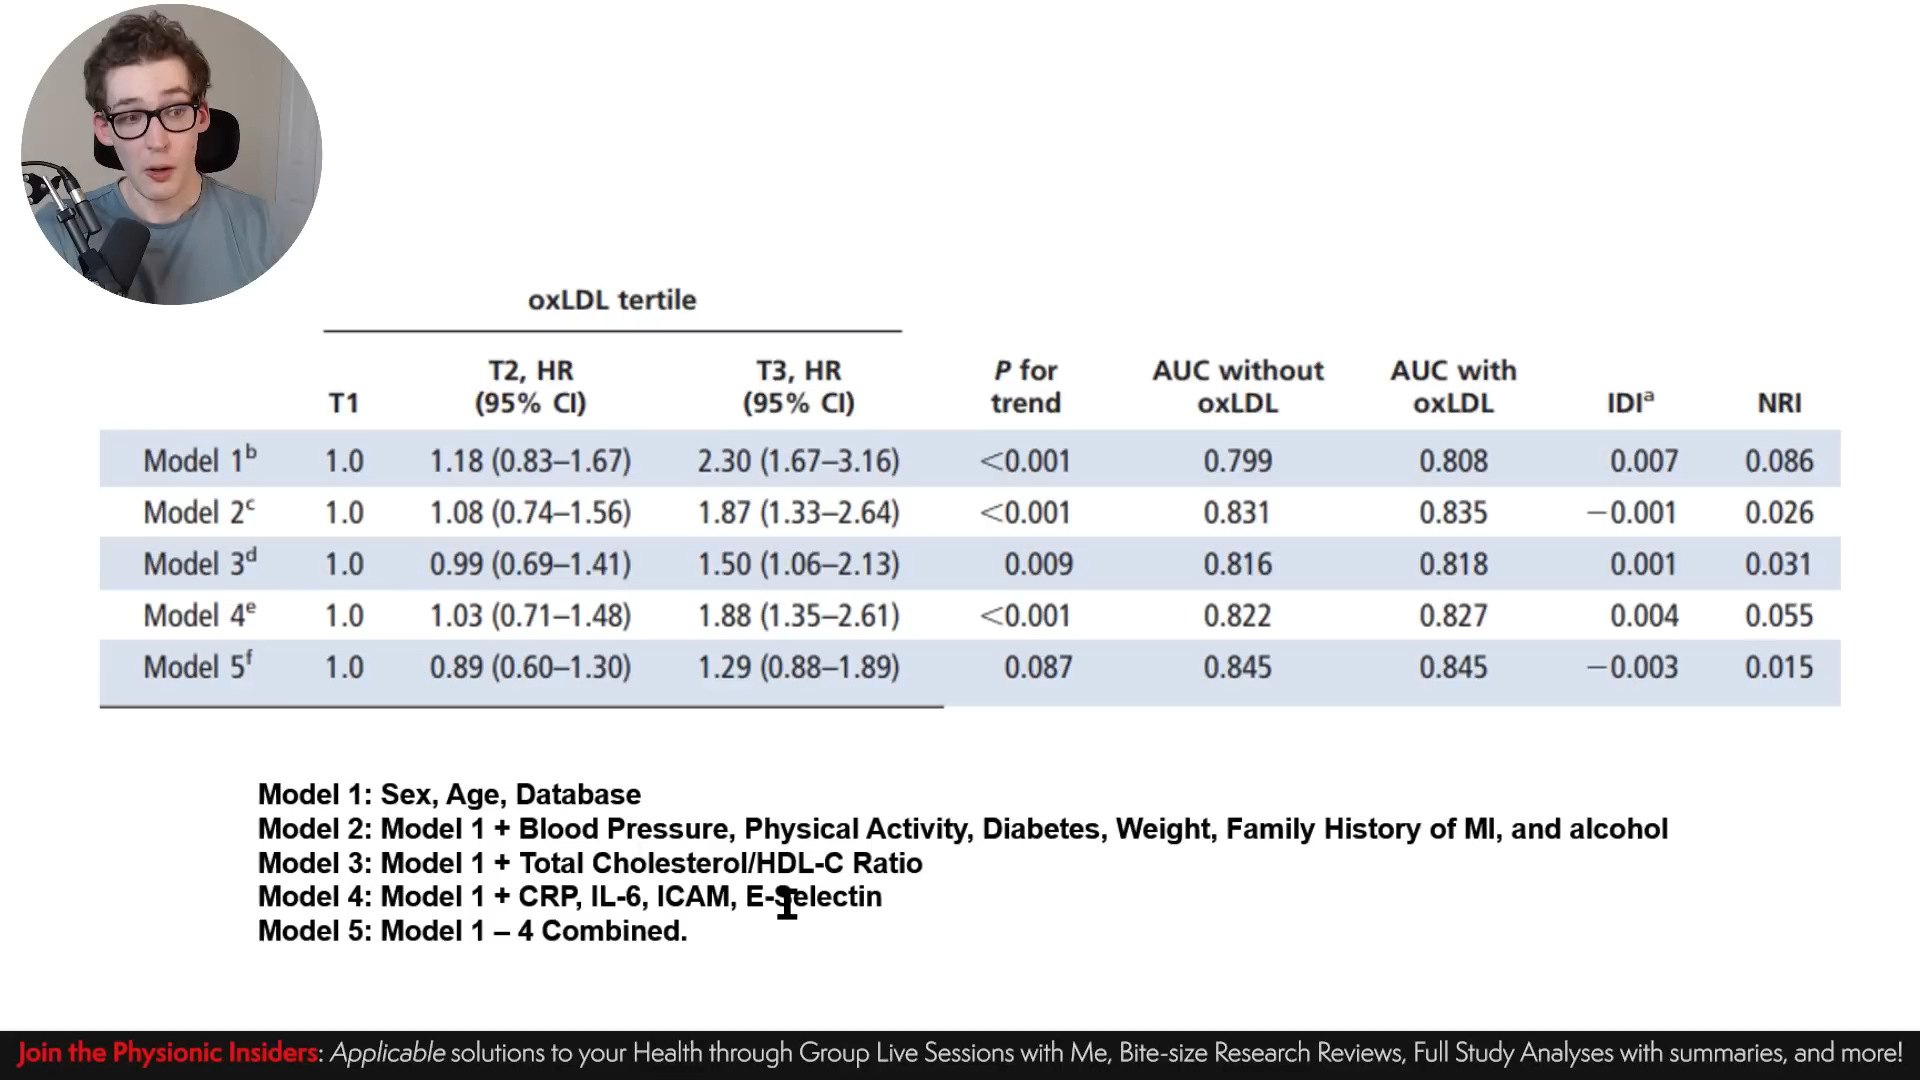 oxLDL tertile
T1 T2, HR (95% CI) T3, HR (95% CI) P for trend AUC without oxLDL AUC with oxLDL IDIa NRI
Model 1b 1.0 1.18 (0.83–1.67) 2.30 (1.67–3.16) <0.001 0.799 0.808 0.007 0.086
Model 2c 1.0 1.08 (0.74–1.56) 1.87 (1.33–2.64) <0.001 0.831 0.835 −0.001 0.026
Model 3d 1.0 0.99 (0.69–1.41) 1.50 (1.06–2.13) 0.009 0.816 0.818 0.001 0.031
Model 4e 1.0 1.03 (0.71–1.48) 1.88 (1.35–2.61) <0.001 0.822 0.827 0.004 0.055
Model 5f 1.0 0.89 (0.60–1.30) 1.29 (0.88–1.89) 0.087 0.845 0.845 −0.003 0.015
Model 1: Sex, Age, Database
Model 2: Model 1 + Blood Pressure, Physical Activity, Diabetes, Weight, Family History of MI, and alcohol
Model 3: Model 1 + Total Cholesterol/HDL-C Ratio
Model 4: Model 1 + CRP, IL-6, ICAM, E-Selectin
Model 5: Model 1 – 4 Combined.
Join the Physionic Insiders: Applicable solutions to your Health through Group Live Sessions with Me, Bite-size Research Reviews, Full Study Analyses with summaries, and more!